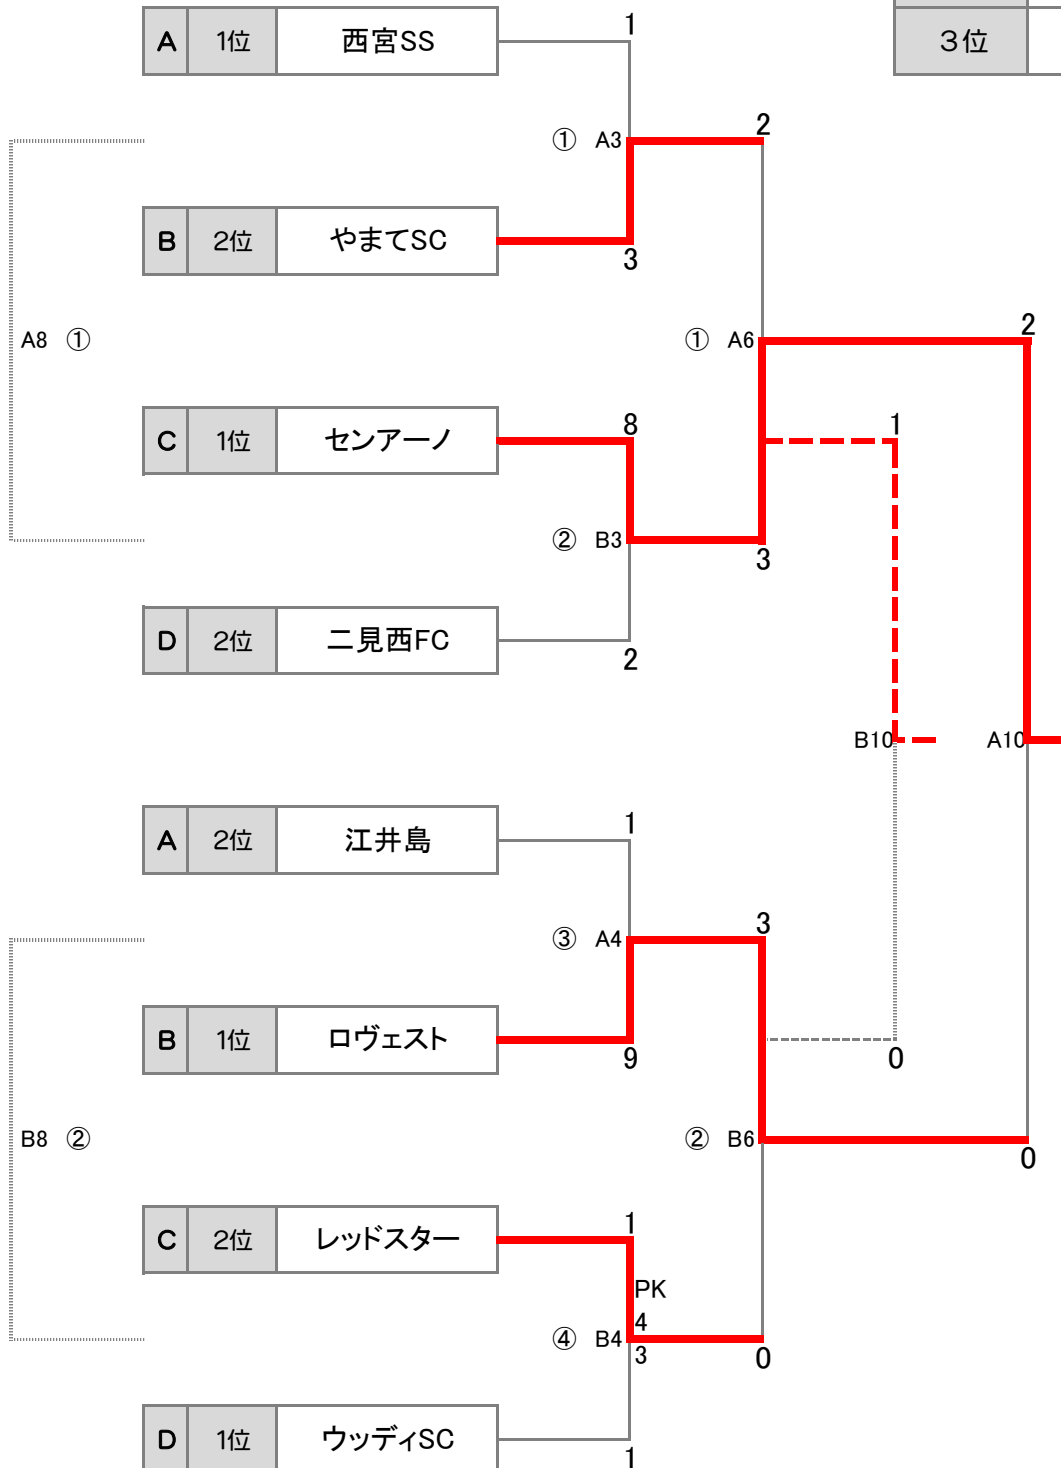 A 1位 西宮SS
1
3位
① A3
2
B 2位 やまてSC
3
A8 ①
① A6
2
C 1位 センアーノ
8
1
② B3
3
D 2位 二見西FC
2
B10
A10
A 2位 江井島
1
③ A4
3
B 1位 ロヴェスト
9
0
B8 ②
② B6
0
C 2位 レッドスター
1
PK
4
④ B4
3
0
D 1位 ウッディSC
1